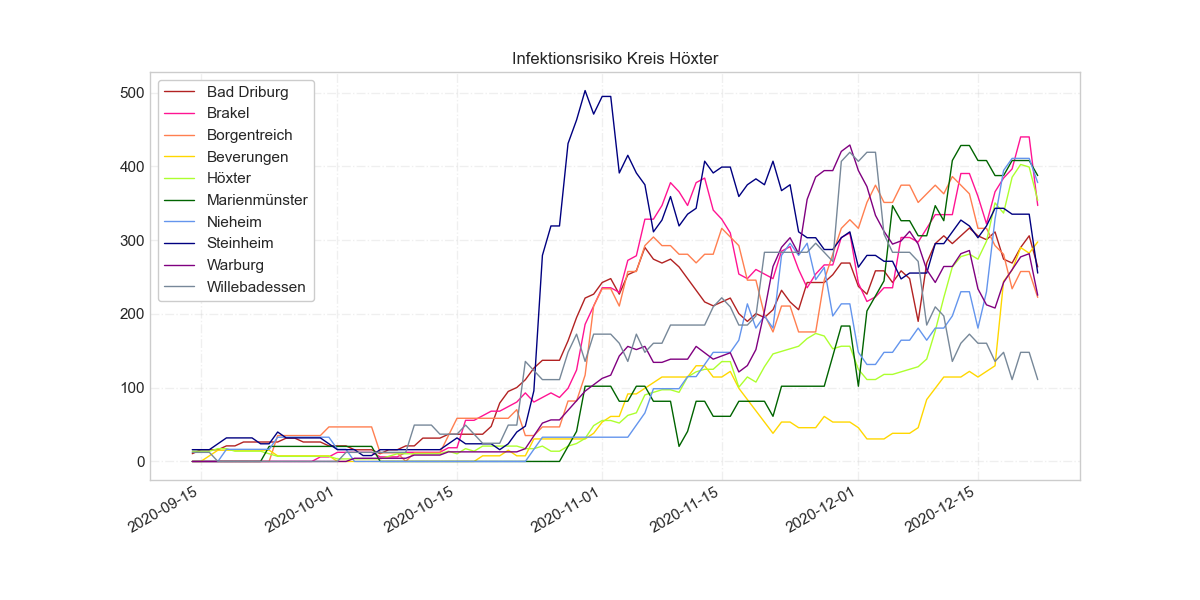 Infektionsrisiko Kreis Höxter
500
400
300
200
100
0
Bad Driburg
Brakel
Borgentreich
Beverungen
Höxter
Marienmünster
Nieheim
Steinheim
Warburg
Willebadessen
2020-09-15
2020-10-01
2020-10-15
2020-11-01
2020-11-15
2020-12-01
2020-12-15